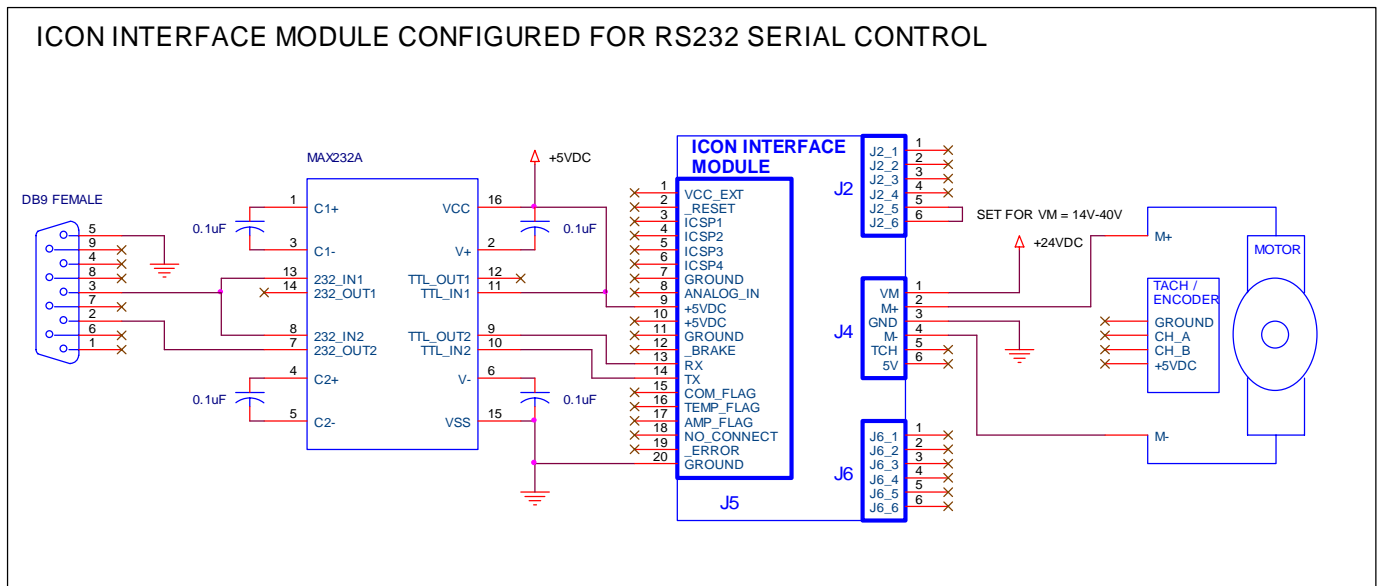 ICON INTERFACE MODULE CONFIGURED FOR RS232 SERIAL CONTROL
DB9 FEMALE
5
9
4
8
3
7
2
6
1
MAX232A
+5VDC
1 C1+
0.1uF
3 C1-
13 232_IN1
14 232_OUT1
8 232_IN2
7 232_OUT2
4 C2+
0.1uF
5 C2-
VCC 16
0.1uF
V+ 2
TTL_OUT1 12
TTL_IN1 11
TTL_OUT2 9
TTL_IN2 10
V- 6
0.1uF
VSS 15
ICON INTERFACE
MODULE
1 VCC_EXT
2 _RESET
3 ICSP1
4 ICSP2
5 ICSP3
6 ICSP4
7 GROUND
8 ANALOG_IN
9 +5VDC
10 +5VDC
11 GROUND
12 _BRAKE
13 RX
14 TX
15 COM_FLAG
16 TEMP_FLAG
17 AMP_FLAG
18 NO_CONNECT
19 _ERROR
20 GROUND
J5
J2
J2_1 1
J2_2 2
J2_3 3
J2_4 4
J2_5 5
J2_6 6
SET FOR VM = 14V-40V
+24VDC
J4
VM 1
M+ 2
GND 3
M- 4
TCH 5
5V 6
J6
J6_1 1
J6_2 2
J6_3 3
J6_4 4
J6_5 5
J6_6 6
M+
MOTOR
TACH /
ENCODER
GROUND
CH_A
CH_B
+5VDC
M-